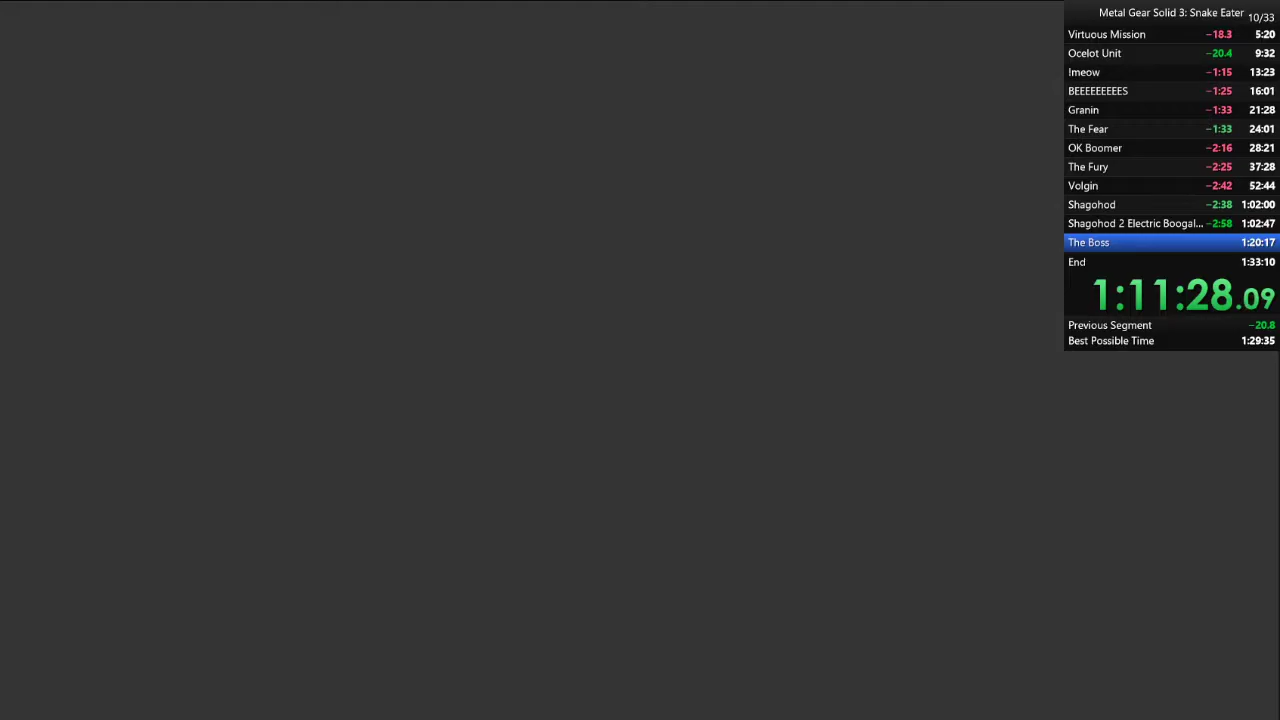 Metal Gear Solid 3: Snake Eater 10/33
Virtuous Mission −18.3 5:20
Ocelot Unit −20.4 9:32
!meow −1:15 13:23
BEEEEEEEEES −1:25 16:01
Granin −1:33 21:28
The Fear −1:33 24:01
OK Boomer −2:16 28:21
The Fury −2:25 37:28
Volgin −2:42 52:44
Shagohod −2:38 1:02:00
Shagohod 2 Electric Boogal... −2:58 1:02:47
The Boss 1:20:17
End 1:33:10
1:11:28.09
Previous Segment −20.8
Best Possible Time 1:29:35